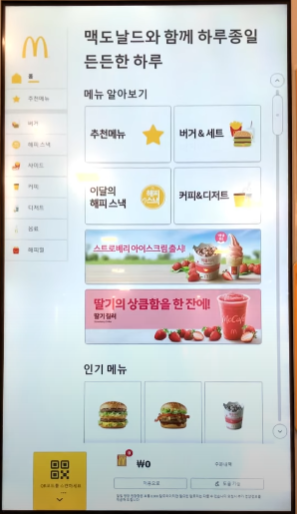 맥도날드와 함께 하루종일
든든한 하루
홈
추천메뉴
버거
해피 스낵
사이드
커피
디저트
음료
해피밀
메뉴 알아보기
추천메뉴
버거 & 세트
이달의
해피 스낵
해피
스낵
커피&디저트
스트로베리 아이스크림 출시!
딸기의 상큼함을 한 잔에!
딸기 칠러
McCafé
인기 메뉴
₩0